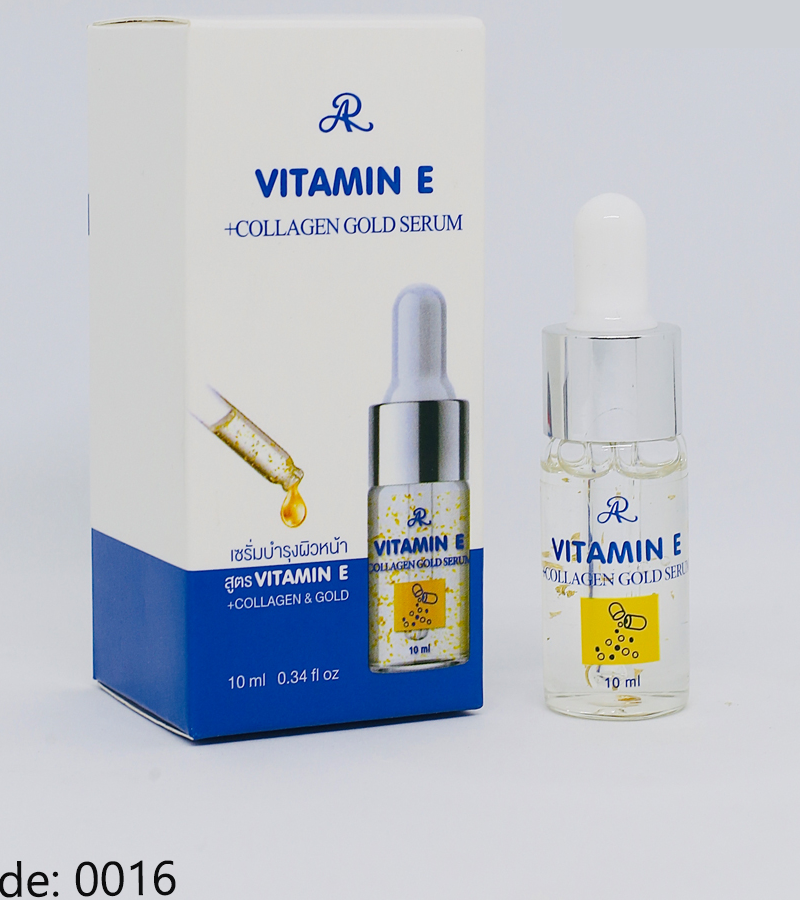 AR
VITAMIN E
+COLLAGEN GOLD SERUM
เซรั่มบำรุงผิวหน้า
สูตร VITAMIN E
+COLLAGEN & GOLD
10 ml 0.34 fl oz
AR
VITAMIN E
COLLAGEN GOLD SERUM
10 ml
AR
VITAMIN E
+COLLAGEN GOLD SERU
10 ml
de: 0016